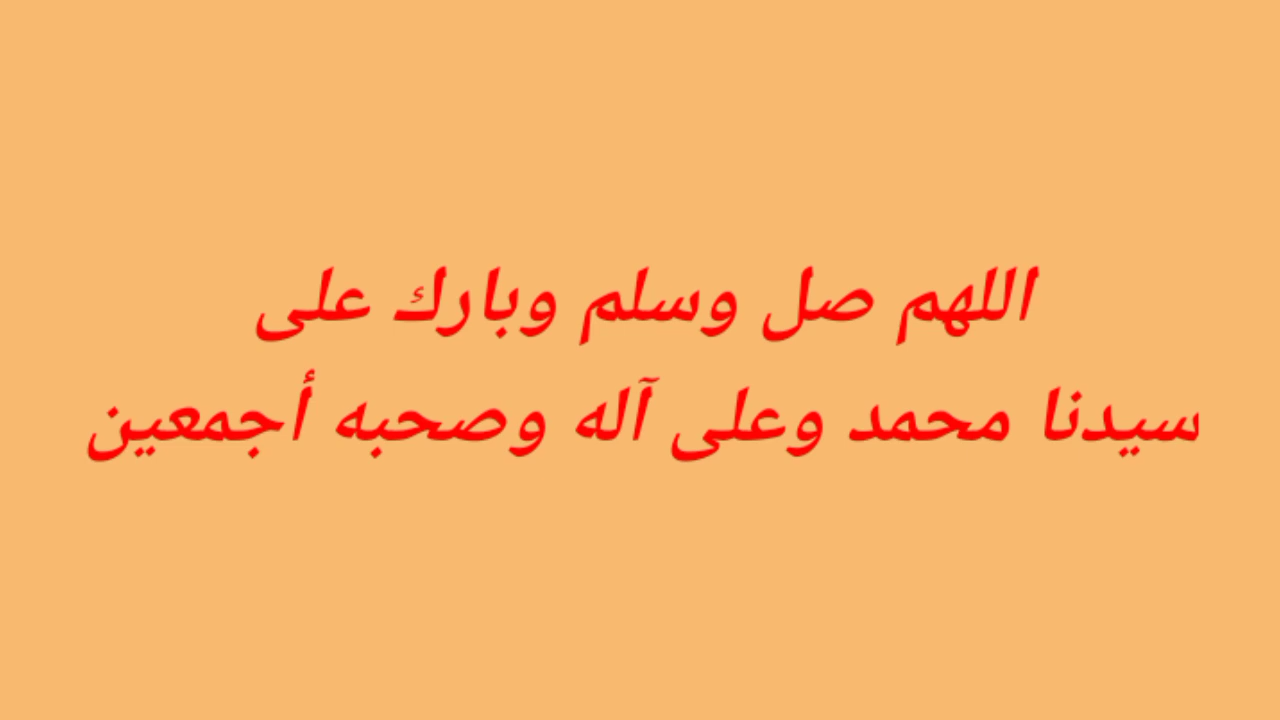 اللهم صل وسلم وبارك على
سيدنا محمد وعلى آله وصحبه أجمعين